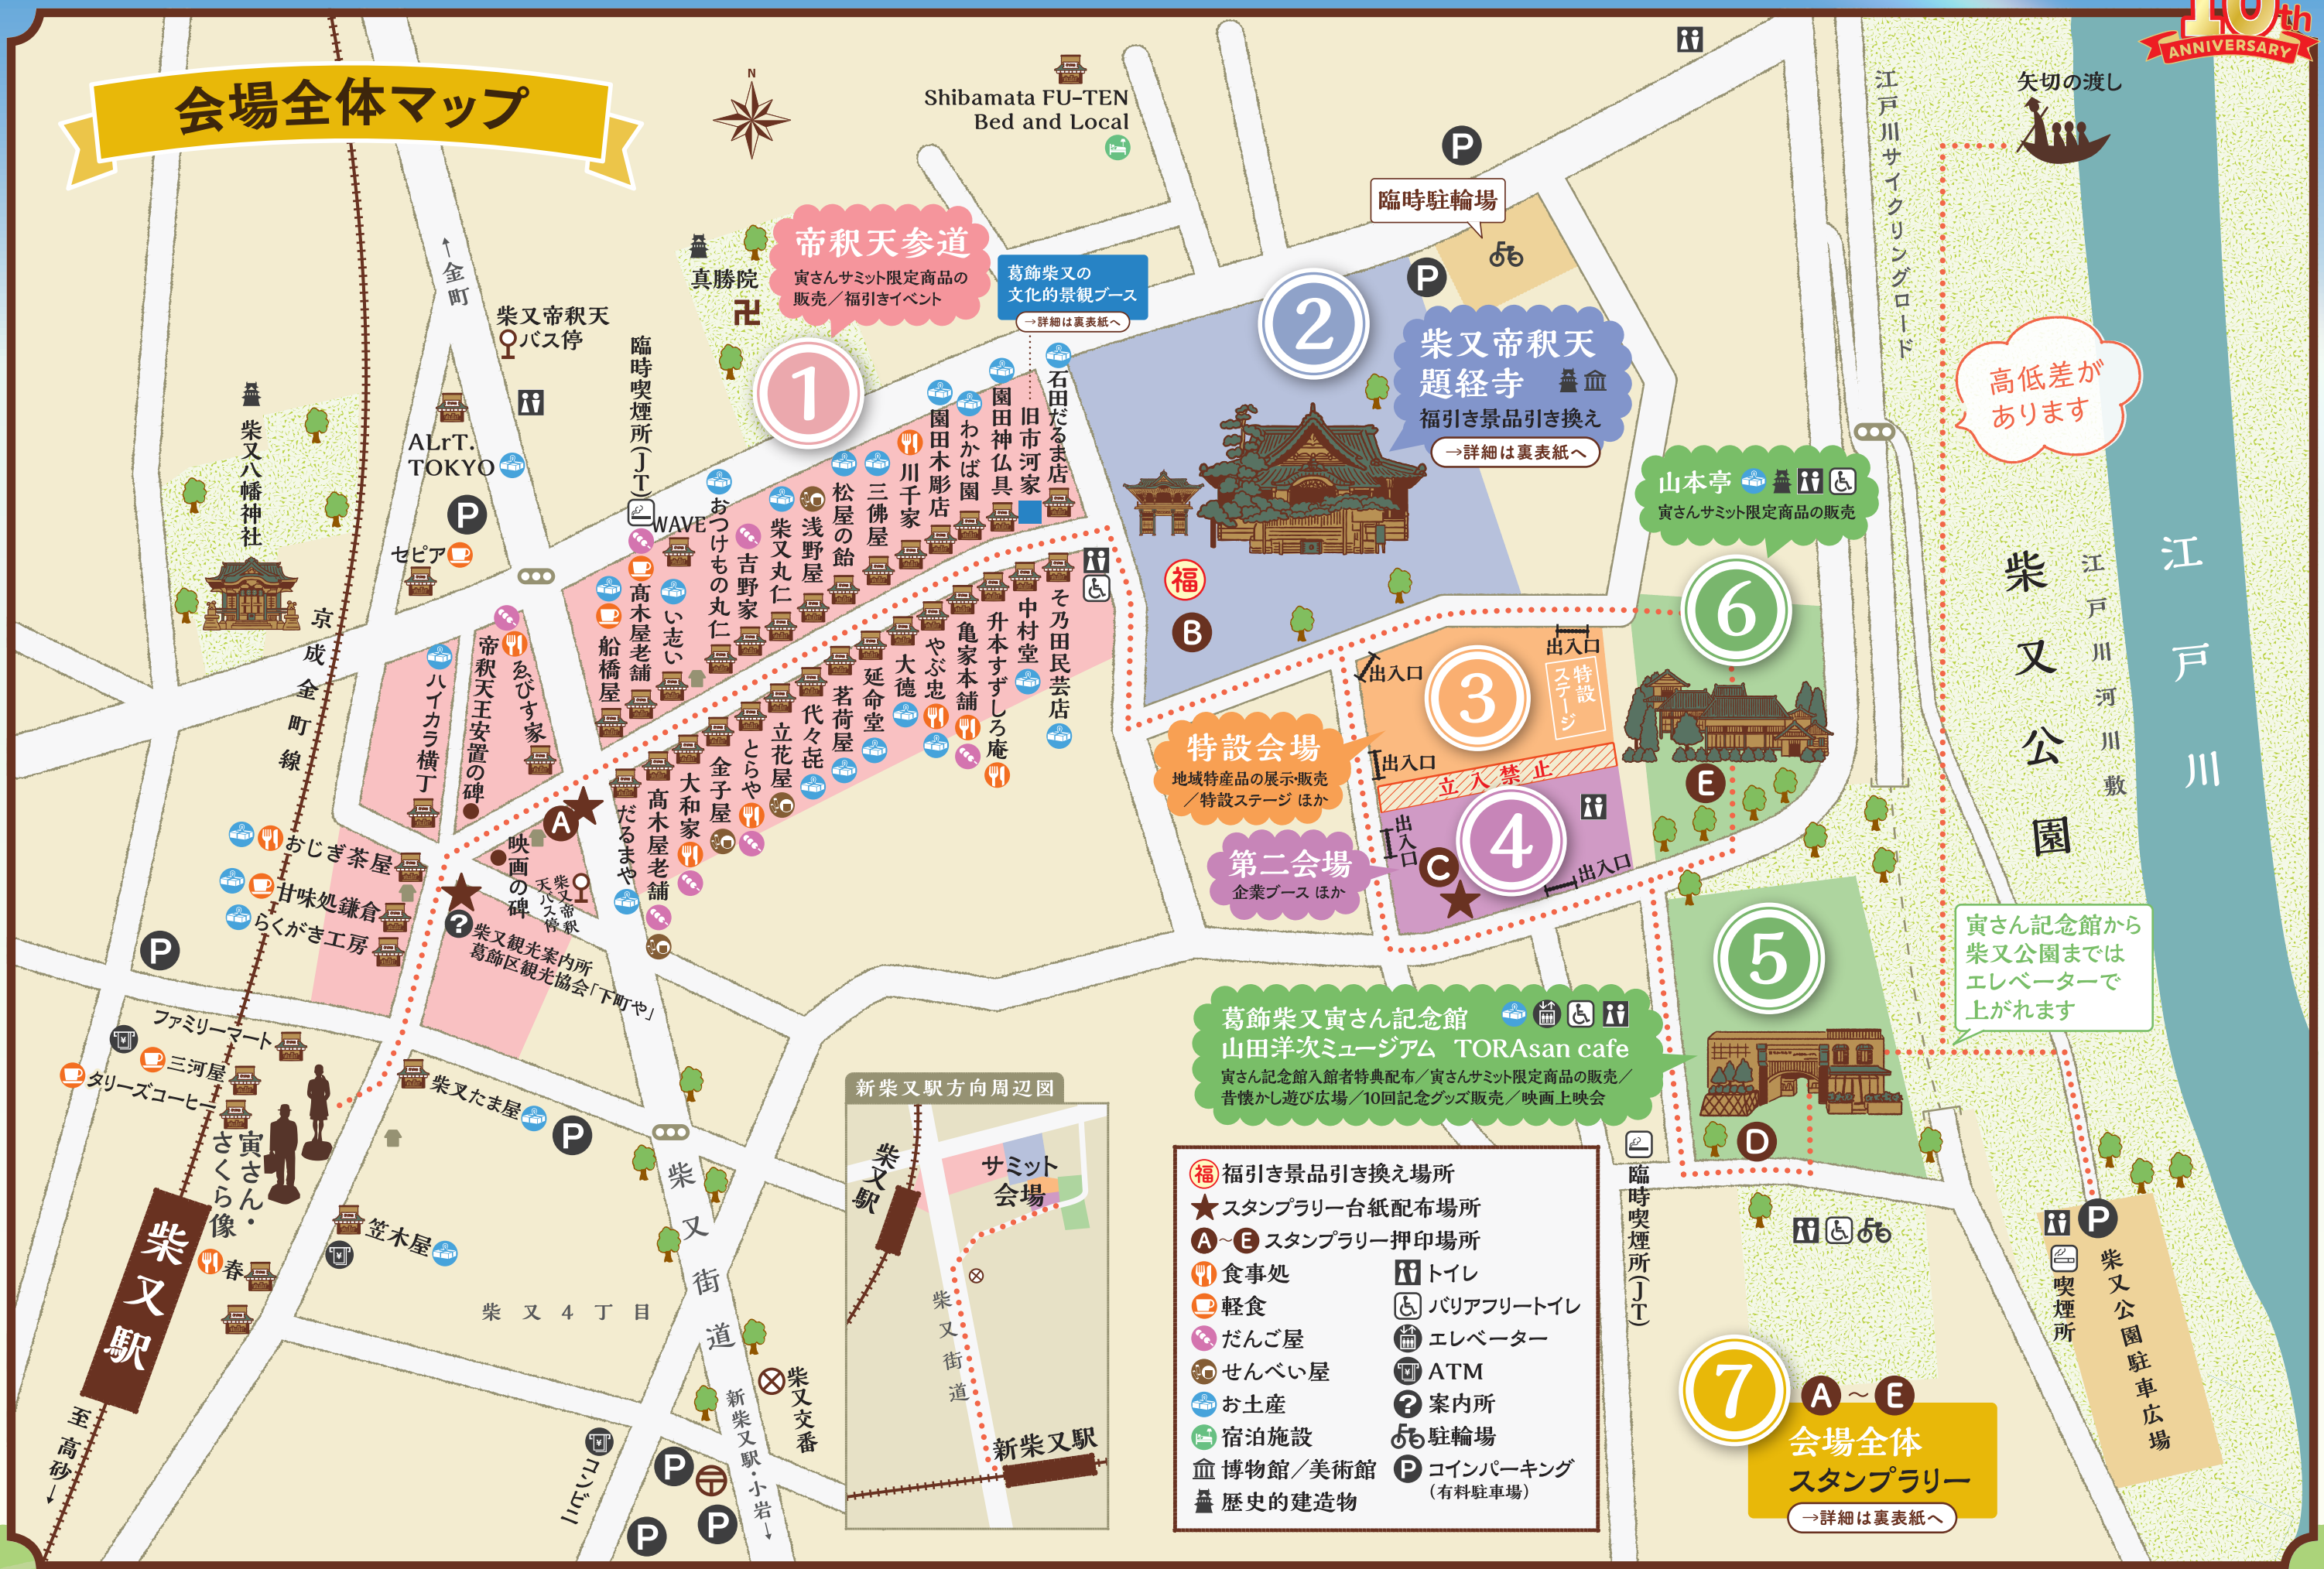 会場全体マップ
10th
ANNIVERSARY
N
Shibamata FU-TEN
Bed and Local
矢切の渡し
江戸川サイクリングロード
臨時駐輪場
帝釈天参道
寅さんサミット限定商品の
販売／福引きイベント
葛飾柴又の
文化的景観ブース
→詳細は裏表紙へ
真勝院
←金町
柴又帝釈天
バス停
臨時喫煙所(JT)
ALrT.
TOKYO
セピア
柴又八幡神社
京成金町線
1
2
柴又帝釈天
題経寺
福引き景品引き換え
→詳細は裏表紙へ
高低差が
あります
山本亭
寅さんサミット限定商品の販売
6
石田だるま店
旧市河家
園田神仏具
わかば園
園田木彫店
川千家
三佛屋
松屋の飴
浅野屋
柴又丸仁
吉野家
おつけもの丸仁
WAVE
い志い
髙木屋老舗
船橋屋
ゑびす家
帝釈天王安置の碑
ハイカラ横丁
そ乃田民芸店
中村堂
升本すずしろ庵
亀家本舗
やぶ忠
大德
延命堂
茗荷屋
代々㐂
立花屋
とらや
金子屋
大和家
髙木屋老舗
だるまや
福
B
A
映画の碑
柴又帝釈
天バス停
おじぎ茶屋
甘味処鎌倉
らくがき工房
柴又観光案内所
葛飾区観光協会「下町や」
出入口
出入口
特設
ステージ
3
出入口
立入禁止
特設会場
地域特産品の展示・販売
／特設ステージ ほか
4
出入口
出入口
C
第二会場
企業ブース ほか
E
柴又公園
江戸川河川敷
江戸川
5
D
葛飾柴又寅さん記念館
山田洋次ミュージアム TORAsan cafe
寅さん記念館入館者特典配布／寅さんサミット限定商品の販売／
昔懐かし遊び広場／10回記念グッズ販売／映画上映会
寅さん記念館から
柴又公園までは
エレベーターで
上がれます
ファミリーマート
三河屋
タリーズコーヒー
柴又たま屋
寅さん・
さくら像
笠木屋
春
柴又駅
至高砂→
柴又4丁目
柴又街道
新柴又駅・小岩→
柴又交番
コンビニ
新柴又駅方向周辺図
柴又駅
サミット
会場
柴又街道
新柴又駅
福 福引き景品引き換え場所
スタンプラリー台紙配布場所
A～E スタンプラリー押印場所
食事処
軽食
だんご屋
せんべい屋
お土産
宿泊施設
博物館／美術館
歴史的建造物
トイレ
バリアフリートイレ
エレベーター
ATM
? 案内所
駐輪場
P コインパーキング
(有料駐車場)
臨時喫煙所(JT)
喫煙所
P
柴又公園駐車広場
7
A～E
会場全体
スタンプラリー
→詳細は裏表紙へ